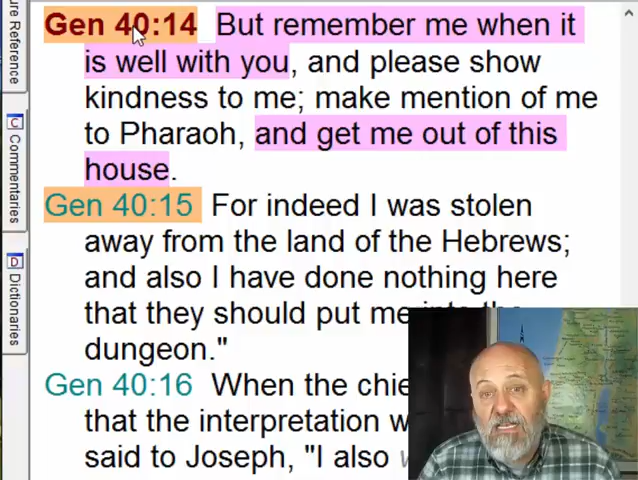 ure Reference
Commentaries
Dictionaries
Gen 40:14 But remember me when it
is well with you, and please show
kindness to me; make mention of me
to Pharaoh, and get me out of this
house.
Gen 40:15 For indeed I was stolen
away from the land of the Hebrews;
and also I have done nothing here
that they should put me into the
dungeon."
Gen 40:16 When the chie
that the interpretation w
said to Joseph, "I also